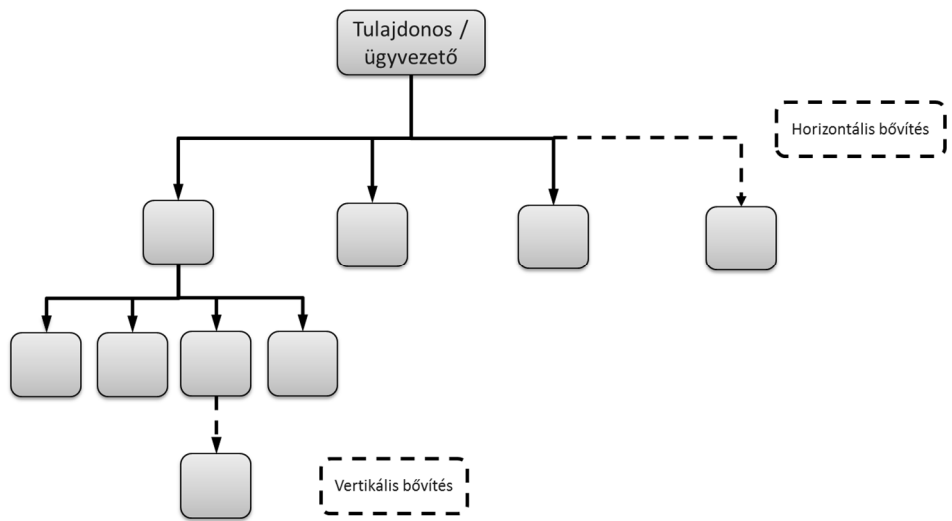 Tulajdonos /
ügyvezető
Horizontális bővítés
Vertikális bővítés